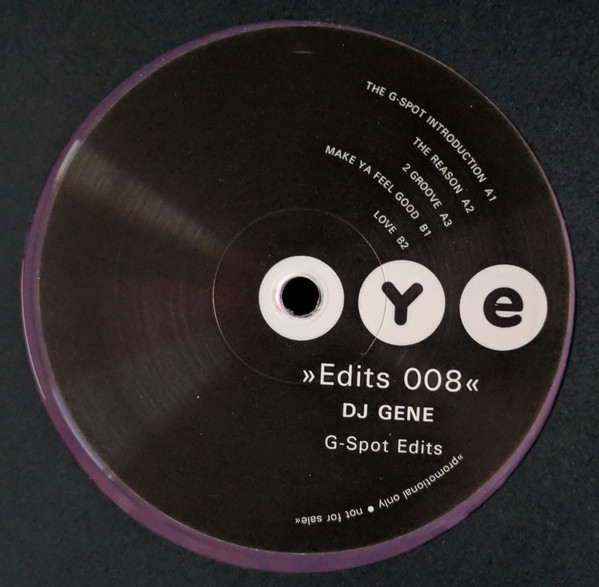 THE G-SPOT INTRODUCTION A1
THE REASON A2
2 GROOVE A3
MAKE YA FEEL GOOD B1
LOVE B2
oYe
»Edits 008«
DJ GENE
G-Spot Edits
»promotional only ● not for sale«